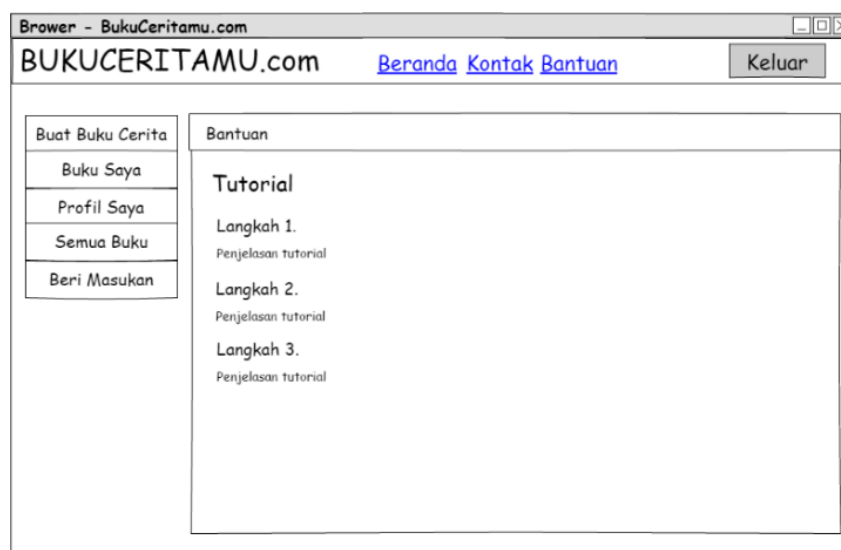 Brower - BukuCeritamu.com
BUKUCERITAMU.com Beranda Kontak Bantuan Keluar
Buat Buku Cerita
Buku Saya
Profil Saya
Semua Buku
Beri Masukan
Bantuan
Tutorial
Langkah 1.
Penjelasan tutorial
Langkah 2.
Penjelasan tutorial
Langkah 3.
Penjelasan tutorial